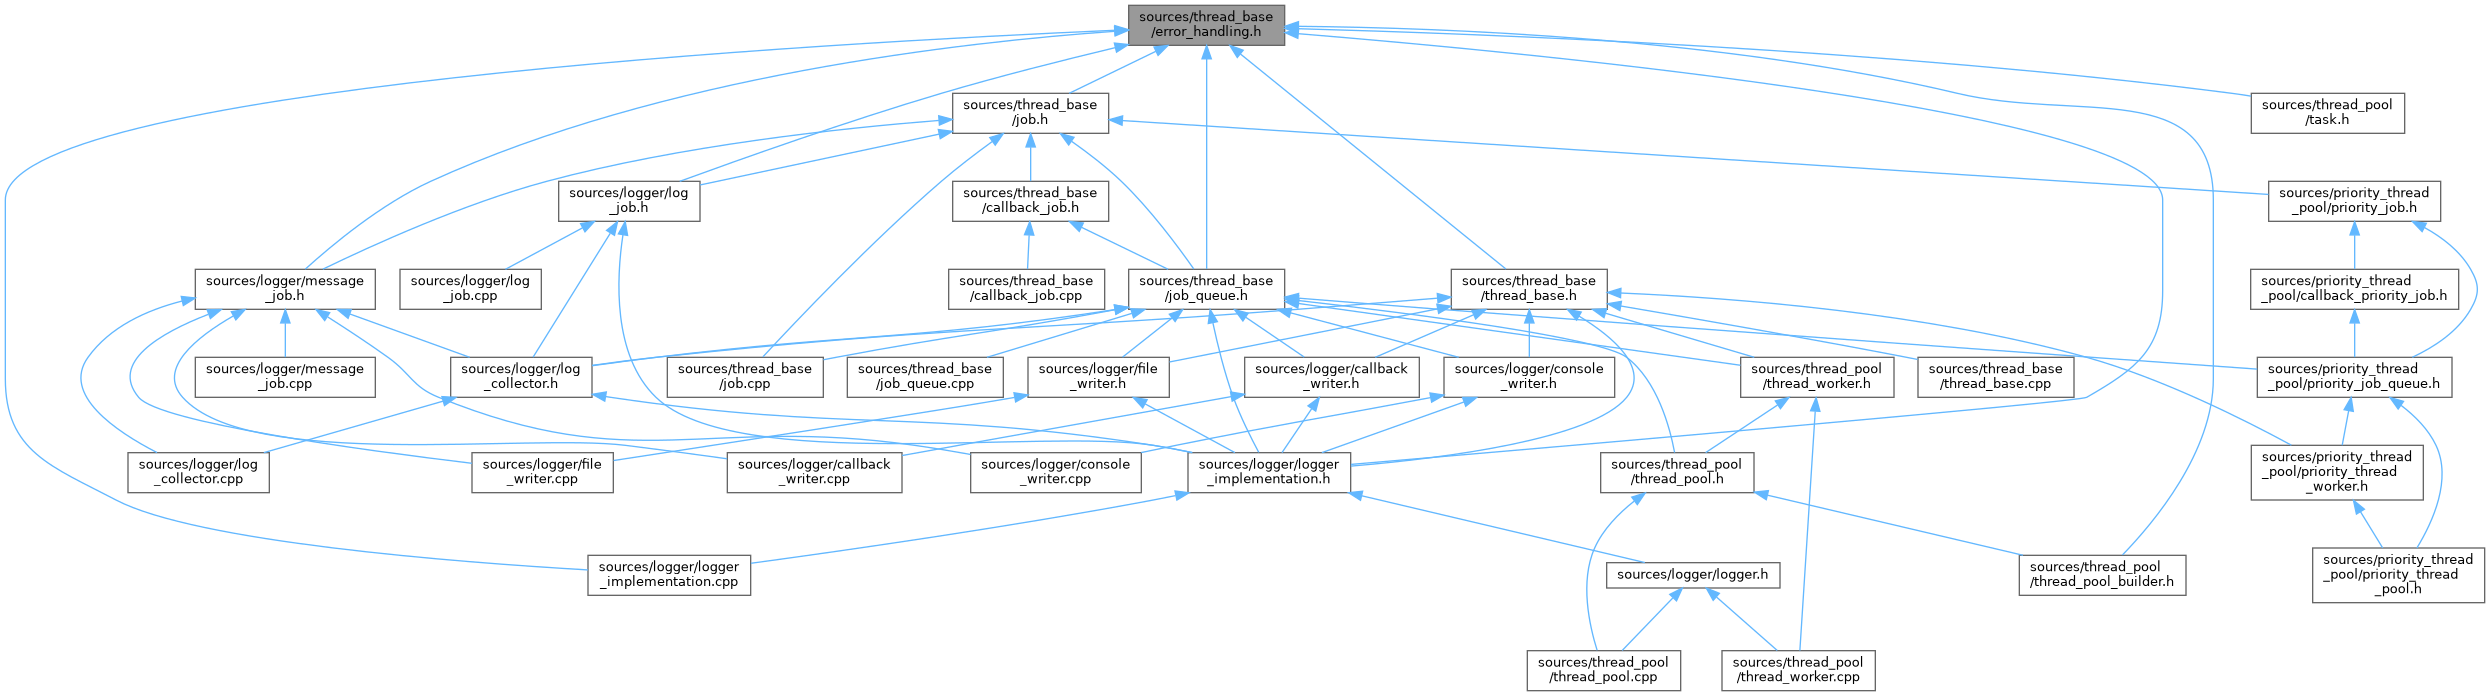 sources/thread_base
/error_handling.h
sources/thread_base
/job.h
sources/thread_pool
/task.h
sources/logger/log
_job.h
sources/thread_base
/callback_job.h
sources/priority_thread
_pool/priority_job.h
sources/logger/message
_job.h
sources/logger/log
_job.cpp
sources/thread_base
/callback_job.cpp
sources/thread_base
/job_queue.h
sources/thread_base
/thread_base.h
sources/priority_thread
_pool/callback_priority_job.h
sources/logger/message
_job.cpp
sources/logger/log
_collector.h
sources/thread_base
/job.cpp
sources/thread_base
/job_queue.cpp
sources/logger/file
_writer.h
sources/logger/callback
_writer.h
sources/logger/console
_writer.h
sources/thread_pool
/thread_worker.h
sources/thread_base
/thread_base.cpp
sources/priority_thread
_pool/priority_job_queue.h
sources/logger/log
_collector.cpp
sources/logger/file
_writer.cpp
sources/logger/callback
_writer.cpp
sources/logger/console
_writer.cpp
sources/logger/logger
_implementation.h
sources/thread_pool
/thread_pool.h
sources/priority_thread
_pool/priority_thread
_worker.h
sources/logger/logger
_implementation.cpp
sources/logger/logger.h
sources/thread_pool
/thread_pool_builder.h
sources/priority_thread
_pool/priority_thread
_pool.h
sources/thread_pool
/thread_pool.cpp
sources/thread_pool
/thread_worker.cpp